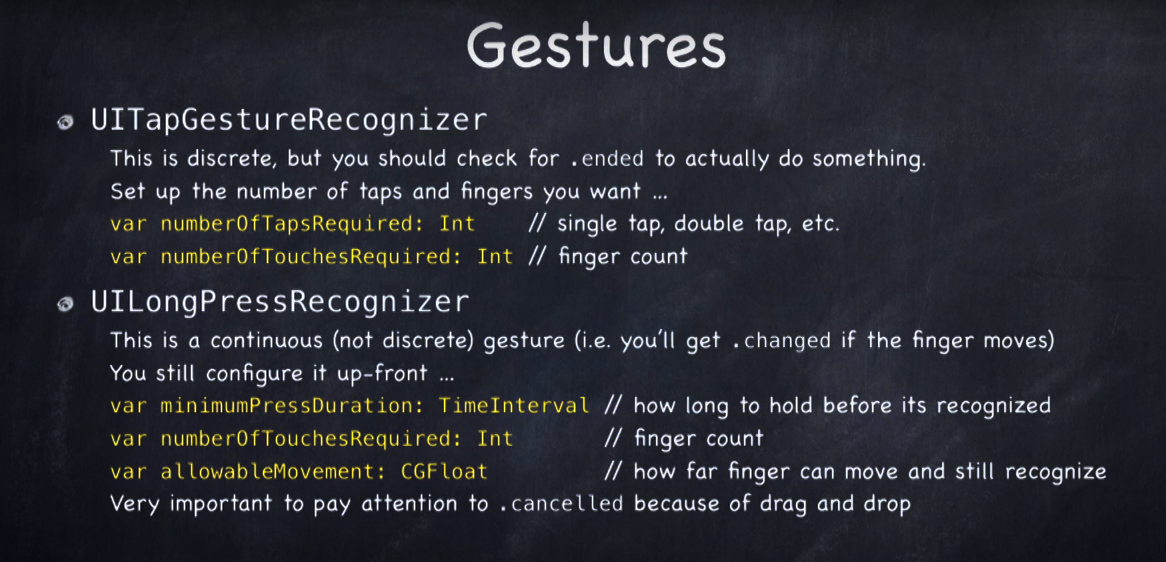 Gestures
UITapGestureRecognizer
This is discrete, but you should check for .ended to actually do something.
Set up the number of taps and fingers you want ...
var numberOfTapsRequired: Int // single tap, double tap, etc.
var numberOfTouchesRequired: Int // finger count
UILongPressRecognizer
This is a continuous (not discrete) gesture (i.e. you'll get .changed if the finger moves)
You still configure it up-front ...
var minimumPressDuration: TimeInterval // how long to hold before its recognized
var numberOfTouchesRequired: Int // finger count
var allowableMovement: CGFloat // how far finger can move and still recognize
Very important to pay attention to .cancelled because of drag and drop